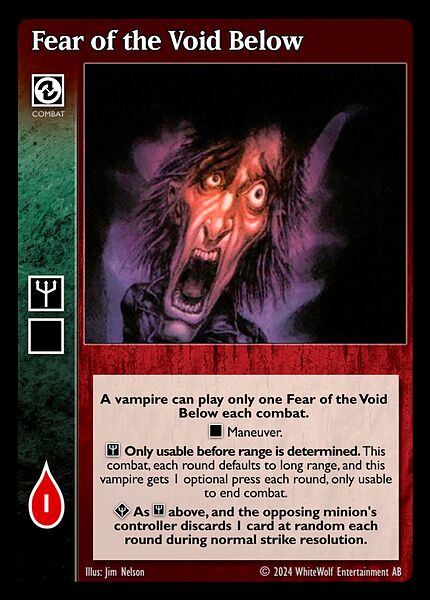 Fear of the Void Below
COMBAT
A vampire can play only one Fear of the Void
Below each combat.
Maneuver.
Only usable before range is determined. This
combat, each round defaults to long range, and this
vampire gets 1 optional press each round, only usable
to end combat.
As above, and the opposing minion's
controller discards 1 card at random each
round during normal strike resolution.
1
Illus: Jim Nelson © 2024 WhiteWolf Entertainment AB